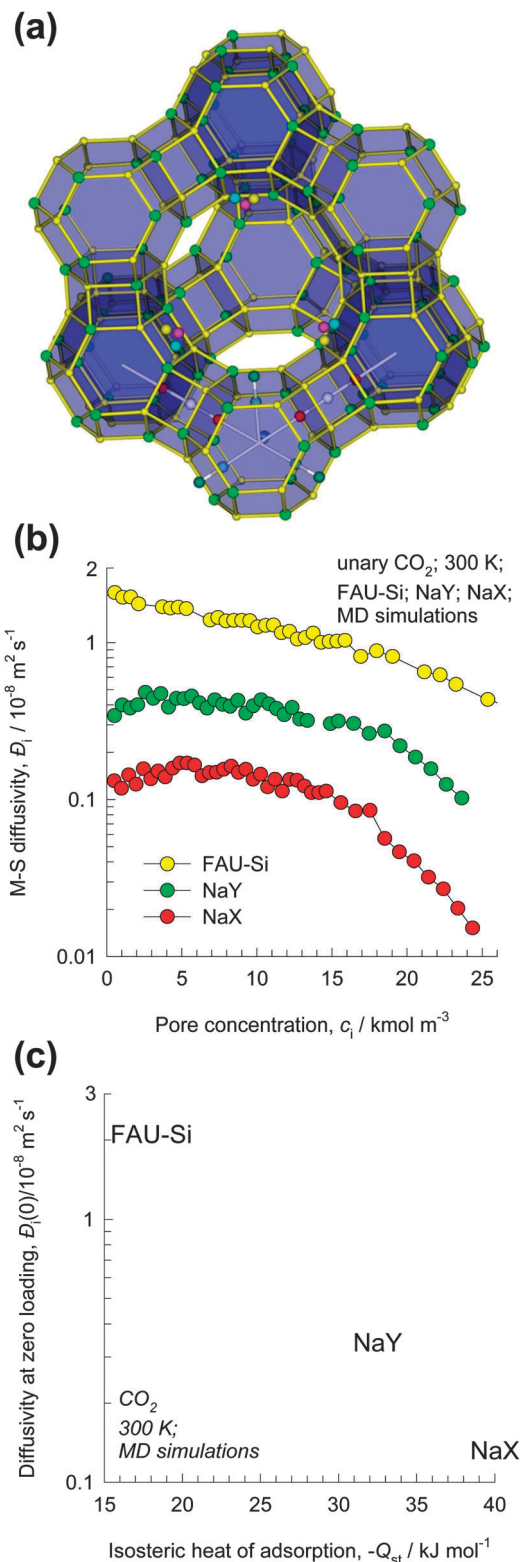 (a)
(b)
2
unary CO₂; 300 K;
FAU-Si; NaY; NaX;
MD simulations
1
M-S diffusivity, Đᵢ / 10⁻⁸ m² s⁻¹
0.1
FAU-Si
NaY
NaX
0.01
0 5 10 15 20 25
Pore concentration, cᵢ / kmol m⁻³
(c)
3
FAU-Si
Diffusivity at zero loading, Đᵢ(0)/10⁻⁸ m² s⁻¹
1
NaY
CO₂
300 K;
MD simulations
NaX
0.1
15 20 25 30 35 40
Isosteric heat of adsorption, -Qₛₜ / kJ mol⁻¹